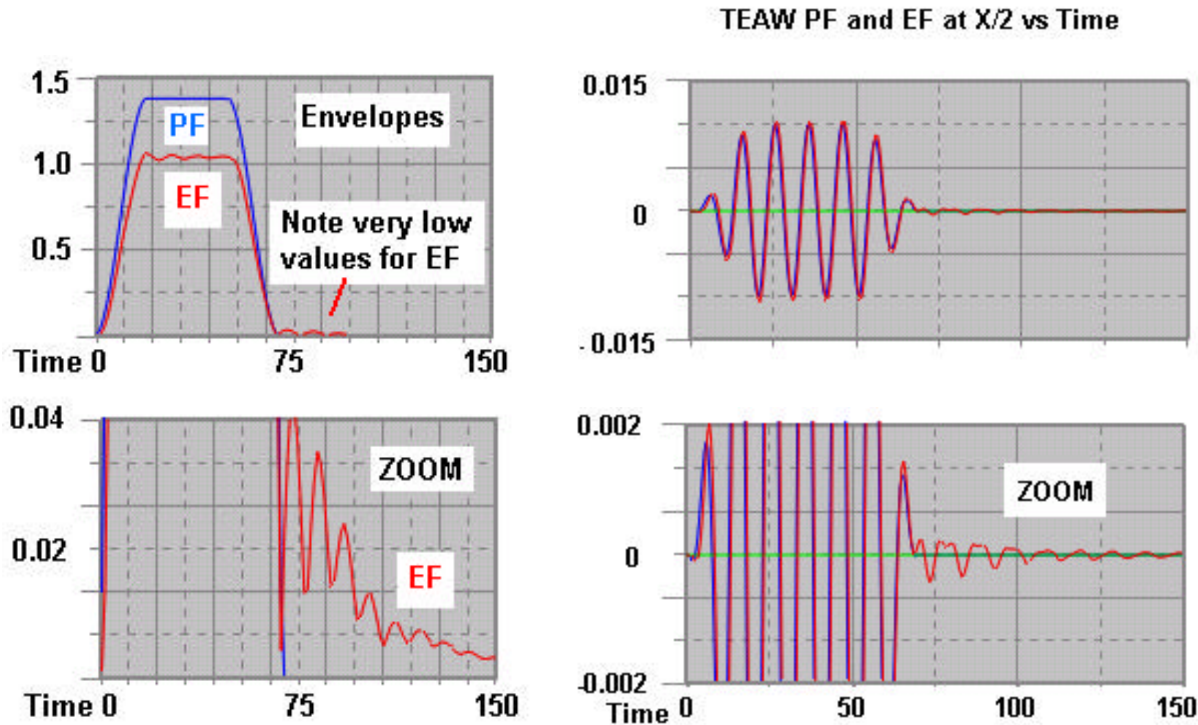 TEAW PF and EF at X/2 vs Time
1.5
1.0
0.5
PF
EF
Envelopes
Note very low
values for EF
Time 0
75
150
0.015
0
- 0.015
0.04
0.02
ZOOM
EF
Time 0
75
150
0.002
0
-0.002
ZOOM
Time
0
50
100
150